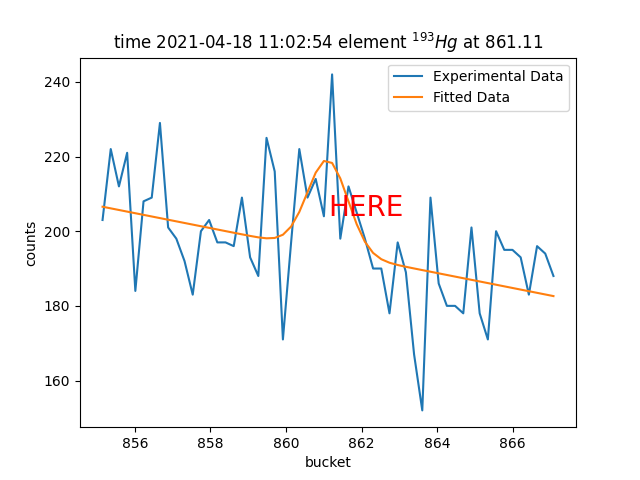 time 2021-04-18 11:02:54 element ¹⁹³Hg at 861.11
Experimental Data
Fitted Data
HERE
240
220
200
180
160
counts
856 858 860 862 864 866
bucket